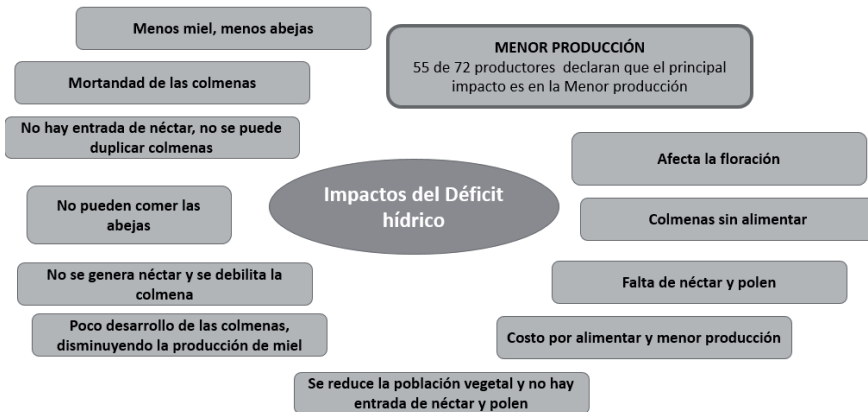 Menos miel, menos abejas
MENOR PRODUCCIÓN
55 de 72 productores declaran que el principal
impacto es en la Menor producción
Mortandad de las colmenas
No hay entrada de néctar, no se puede
duplicar colmenas
Afecta la floración
Impactos del Déficit
hídrico
No pueden comer las
abejas
Colmenas sin alimentar
No se genera néctar y se debilita la
colmena
Falta de néctar y polen
Poco desarrollo de las colmenas,
disminuyendo la producción de miel
Costo por alimentar y menor producción
Se reduce la población vegetal y no hay
entrada de néctar y polen